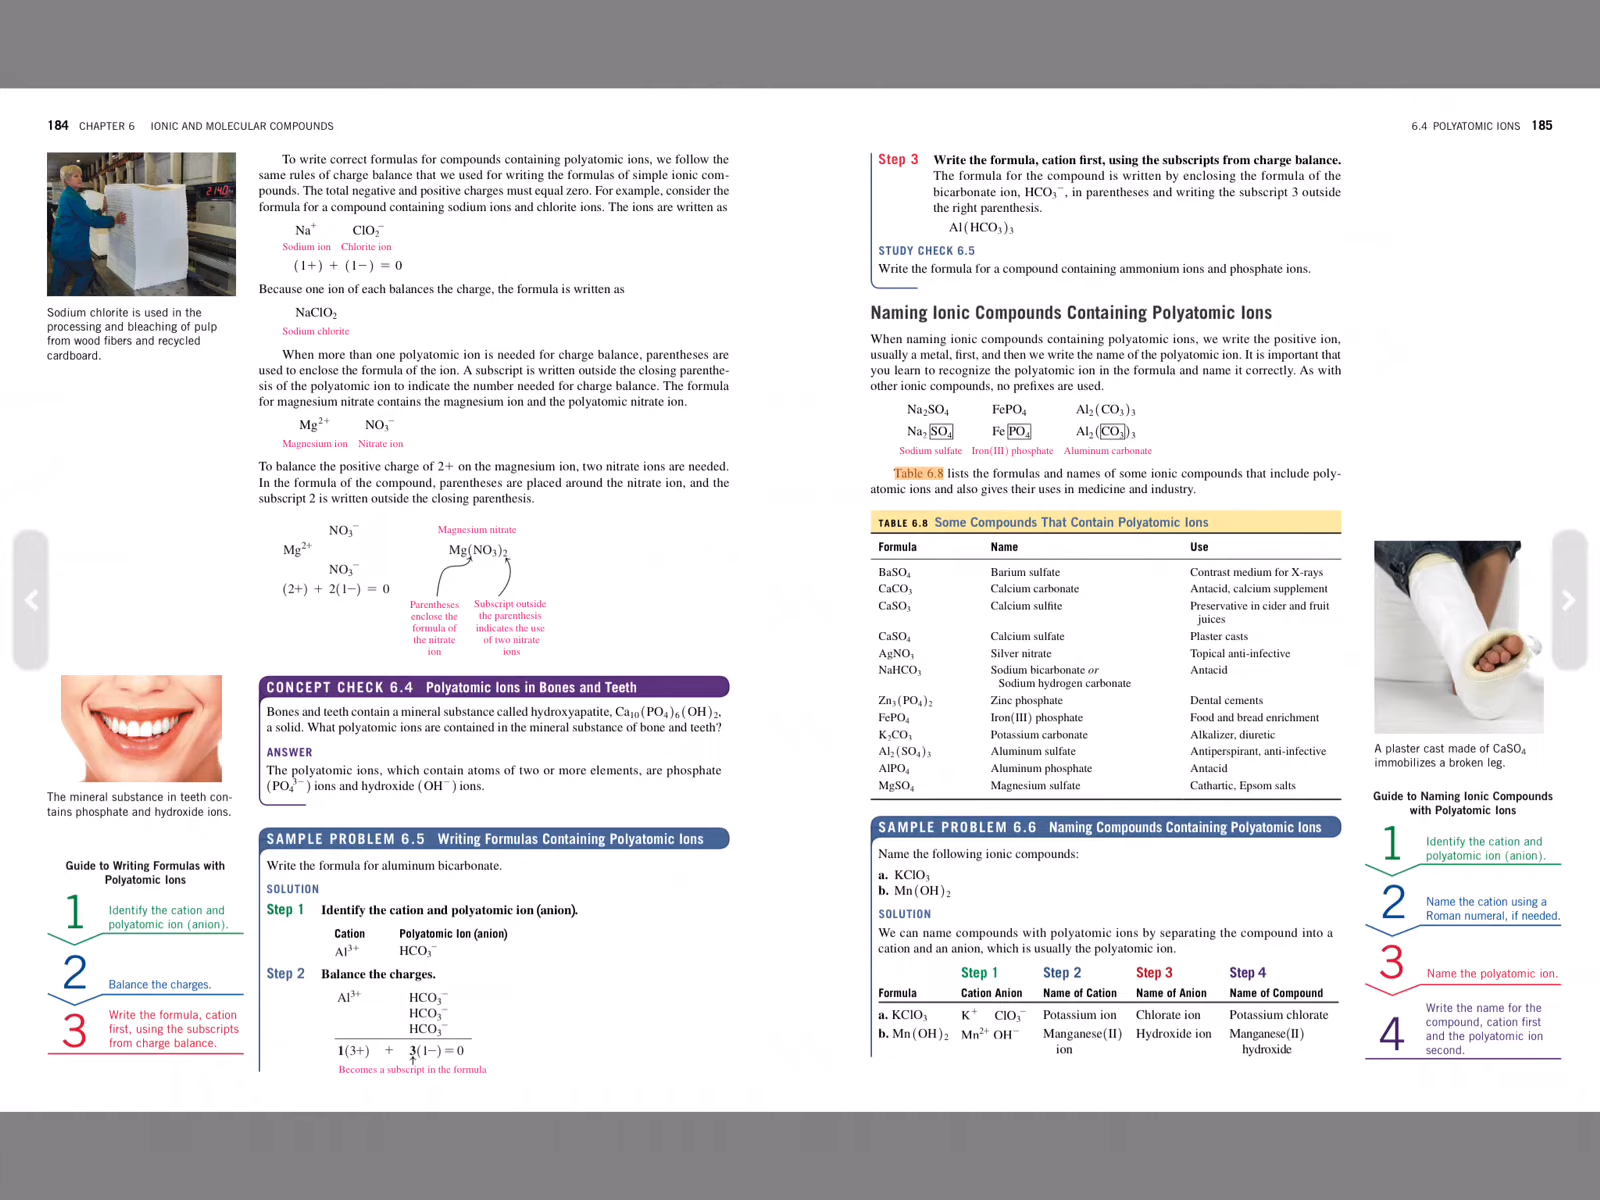 184 CHAPTER 6 IONIC AND MOLECULAR COMPOUNDS
Sodium chlorite is used in the
processing and bleaching of pulp
from wood fibers and recycled
cardboard.
To write correct formulas for compounds containing polyatomic ions, we follow the
same rules of charge balance that we used for writing the formulas of simple ionic com-
pounds. The total negative and positive charges must equal zero. For example, consider the
formula for a compound containing sodium ions and chlorite ions. The ions are written as
Na⁺ ClO₂⁻
Sodium ion Chlorite ion
(1+) + (1−) = 0
Because one ion of each balances the charge, the formula is written as
NaClO₂
Sodium chlorite
When more than one polyatomic ion is needed for charge balance, parentheses are
used to enclose the formula of the ion. A subscript is written outside the closing parenthe-
sis of the polyatomic ion to indicate the number needed for charge balance. The formula
for magnesium nitrate contains the magnesium ion and the polyatomic nitrate ion.
Mg²⁺ NO₃⁻
Magnesium ion Nitrate ion
To balance the positive charge of 2+ on the magnesium ion, two nitrate ions are needed.
In the formula of the compound, parentheses are placed around the nitrate ion, and the
subscript 2 is written outside the closing parenthesis.
NO₃⁻
Mg²⁺
NO₃⁻
(2+) + 2(1−) = 0
Magnesium nitrate
Mg(NO₃)₂
Parentheses
enclose the
formula of
the nitrate
ion
Subscript outside
the parenthesis
indicates the use
of two nitrate
ions
The mineral substance in teeth con-
tains phosphate and hydroxide ions.
CONCEPT CHECK 6.4 Polyatomic Ions in Bones and Teeth
Bones and teeth contain a mineral substance called hydroxyapatite, Ca₁₀(PO₄)₆(OH)₂,
a solid. What polyatomic ions are contained in the mineral substance of bone and teeth?
ANSWER
The polyatomic ions, which contain atoms of two or more elements, are phosphate
(PO₄³⁻) ions and hydroxide (OH⁻) ions.
Guide to Writing Formulas with
Polyatomic Ions
1 Identify the cation and
polyatomic ion (anion).
2 Balance the charges.
3 Write the formula, cation
first, using the subscripts
from charge balance.
SAMPLE PROBLEM 6.5 Writing Formulas Containing Polyatomic Ions
Write the formula for aluminum bicarbonate.
SOLUTION
Step 1 Identify the cation and polyatomic ion (anion).
Cation Polyatomic Ion (anion)
Al³⁺ HCO₃⁻
Step 2 Balance the charges.
Al³⁺ HCO₃⁻
HCO₃⁻
HCO₃⁻
1(3+) + 3(1−) = 0
Becomes a subscript in the formula
6.4 POLYATOMIC IONS 185
Step 3 Write the formula, cation first, using the subscripts from charge balance.
The formula for the compound is written by enclosing the formula of the
bicarbonate ion, HCO₃⁻, in parentheses and writing the subscript 3 outside
the right parenthesis.
Al(HCO₃)₃
STUDY CHECK 6.5
Write the formula for a compound containing ammonium ions and phosphate ions.
Naming Ionic Compounds Containing Polyatomic Ions
When naming ionic compounds containing polyatomic ions, we write the positive ion,
usually a metal, first, and then we write the name of the polyatomic ion. It is important that
you learn to recognize the polyatomic ion in the formula and name it correctly. As with
other ionic compounds, no prefixes are used.
Na₂SO₄ FePO₄ Al₂(CO₃)₃
Na₂ SO₄ Fe PO₄ Al₂(CO₃)₃
Sodium sulfate Iron(III) phosphate Aluminum carbonate
Table 6.8 lists the formulas and names of some ionic compounds that include poly-
atomic ions and also gives their uses in medicine and industry.
TABLE 6.8 Some Compounds That Contain Polyatomic Ions
Formula Name Use
BaSO₄ Barium sulfate Contrast medium for X-rays
CaCO₃ Calcium carbonate Antacid, calcium supplement
CaSO₃ Calcium sulfite Preservative in cider and fruit
juices
CaSO₄ Calcium sulfate Plaster casts
AgNO₃ Silver nitrate Topical anti-infective
NaHCO₃ Sodium bicarbonate or Antacid
Sodium hydrogen carbonate
Zn₃(PO₄)₂ Zinc phosphate Dental cements
FePO₄ Iron(III) phosphate Food and bread enrichment
K₂CO₃ Potassium carbonate Alkalizer, diuretic
Al₂(SO₄)₃ Aluminum sulfate Antiperspirant, anti-infective
AlPO₄ Aluminum phosphate Antacid
MgSO₄ Magnesium sulfate Cathartic, Epsom salts
A plaster cast made of CaSO₄
immobilizes a broken leg.
SAMPLE PROBLEM 6.6 Naming Compounds Containing Polyatomic Ions
Name the following ionic compounds:
a. KClO₃
b. Mn(OH)₂
SOLUTION
We can name compounds with polyatomic ions by separating the compound into a
cation and an anion, which is usually the polyatomic ion.
Step 1 Step 2 Step 3 Step 4
Formula Cation Anion Name of Cation Name of Anion Name of Compound
a. KClO₃ K⁺ ClO₃⁻ Potassium ion Chlorate ion Potassium chlorate
b. Mn(OH)₂ Mn²⁺ OH⁻ Manganese(II) Hydroxide ion Manganese(II)
ion hydroxide
Guide to Naming Ionic Compounds
with Polyatomic Ions
1 Identify the cation and
polyatomic ion (anion).
2 Name the cation using a
Roman numeral, if needed.
3 Name the polyatomic ion.
4 Write the name for the
compound, cation first
and the polyatomic ion
second.